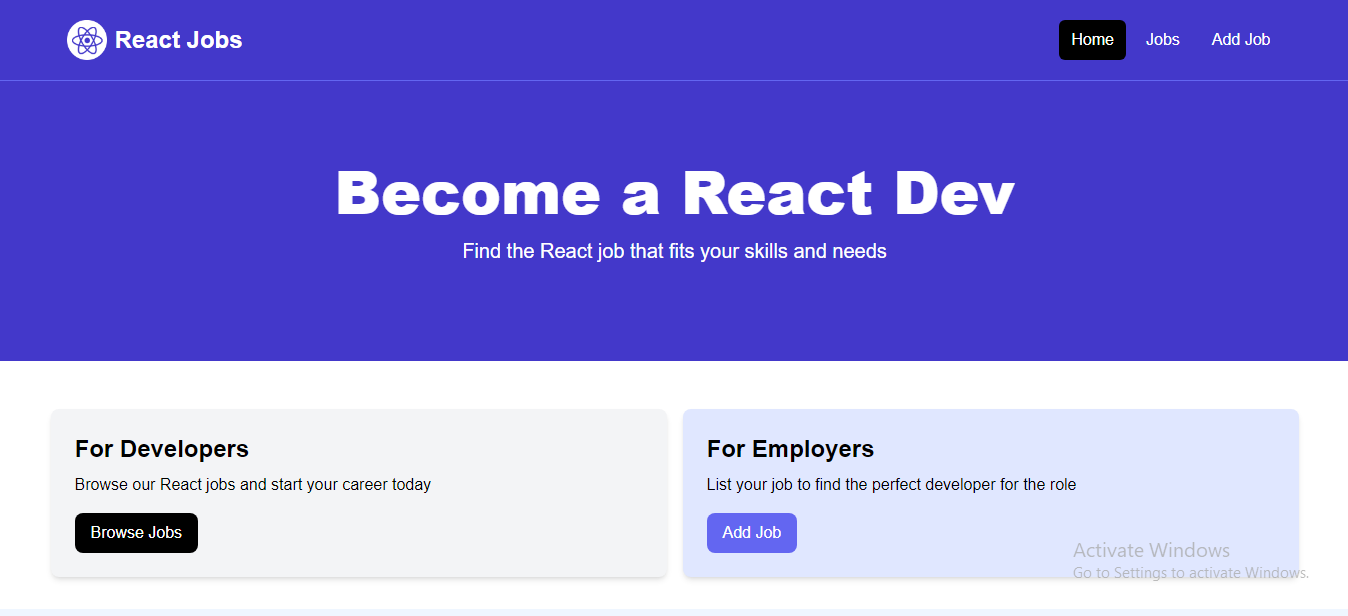 React Jobs
Home
Jobs
Add Job
Become a React Dev
Find the React job that fits your skills and needs
For Developers
Browse our React jobs and start your career today
Browse Jobs
For Employers
List your job to find the perfect developer for the role
Add Job
Activate Windows
Go to Settings to activate Windows.